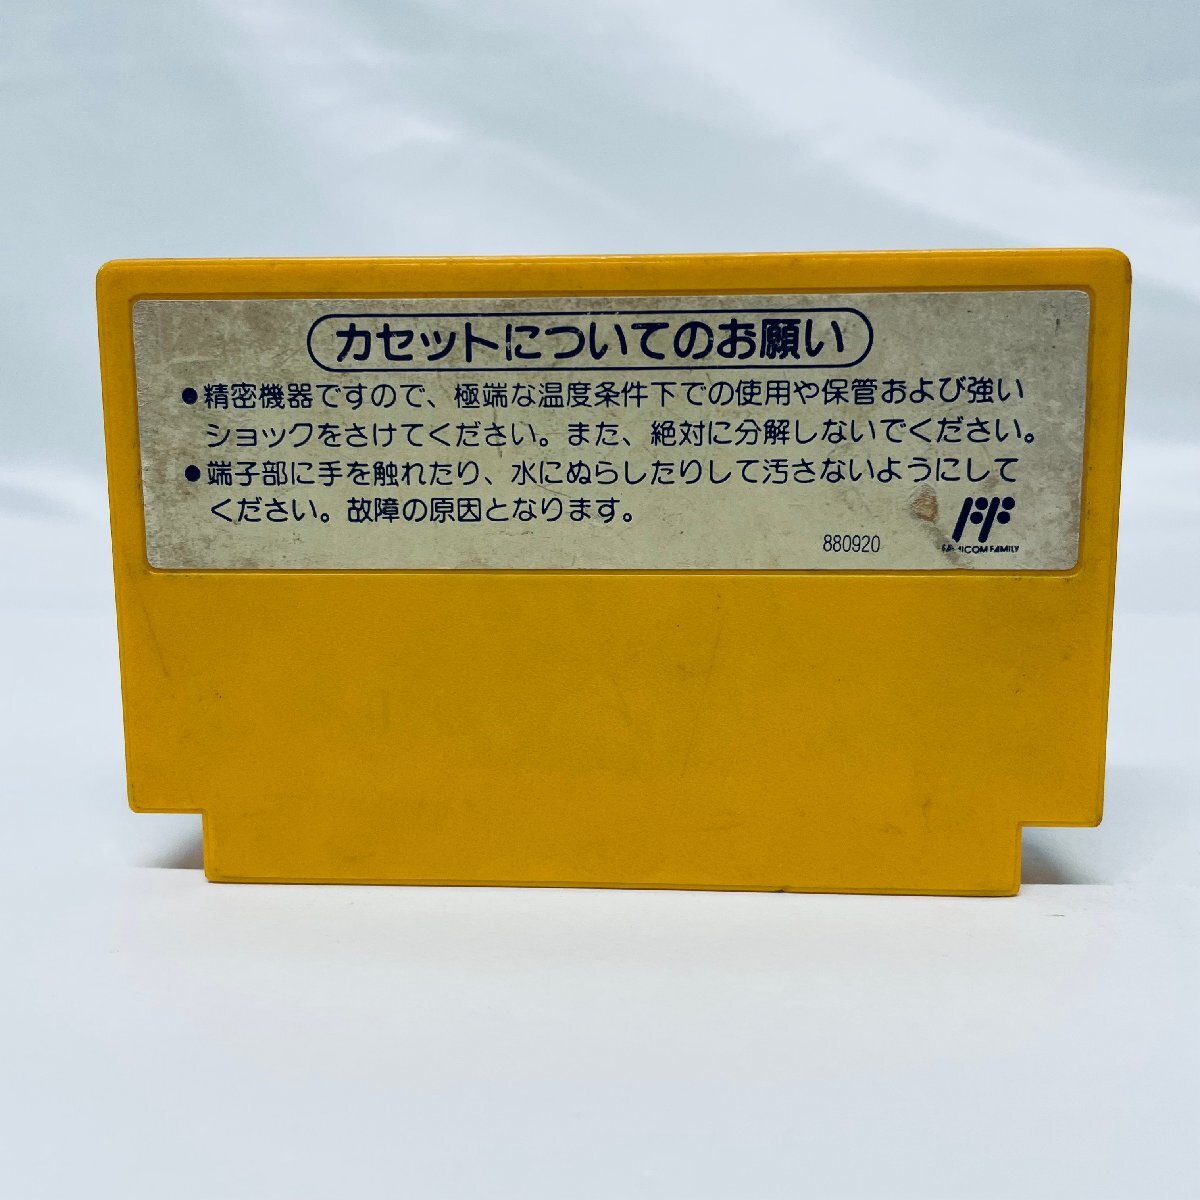 カセットについてのお願い
●精密機器ですので、極端な温度条件下での使用や保管および強い
ショックをさけてください。また、絶対に分解しないでください。
●端子部に手を触れたり、水にぬらしたりして汚さないようにして
ください。故障の原因となります。
880920
FAMICOM FAMILY